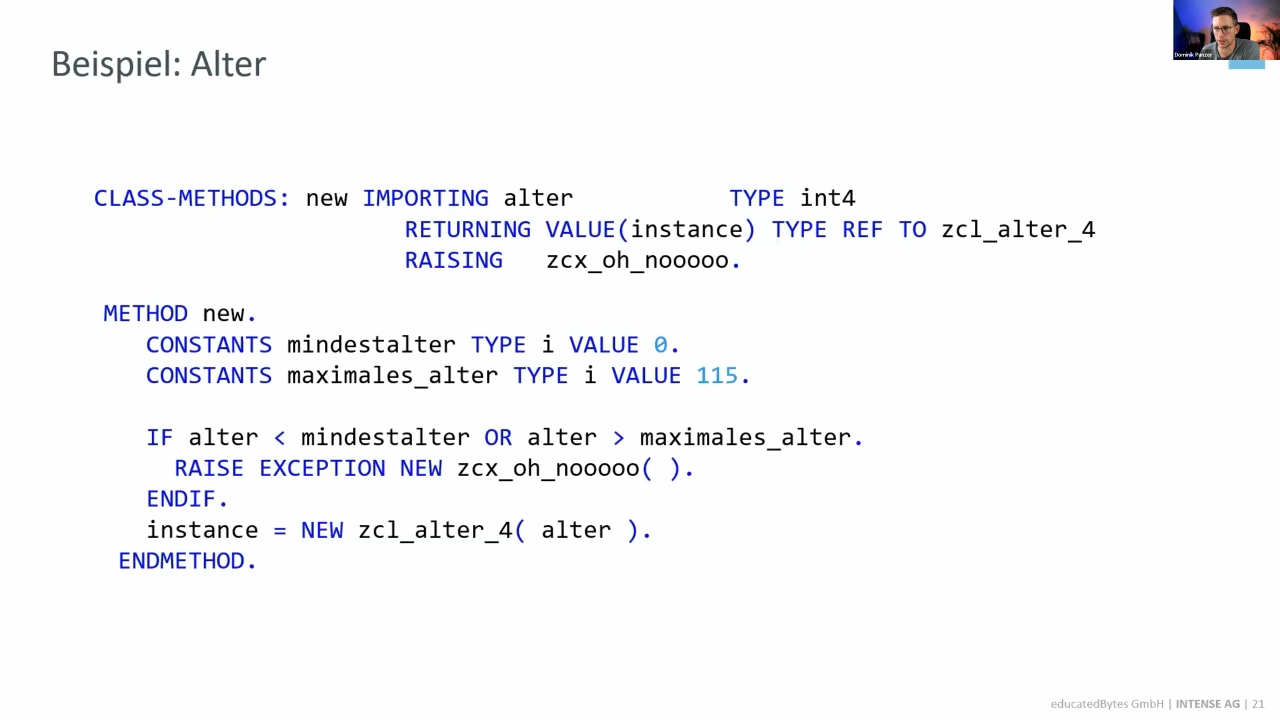 Beispiel: Alter
Dominik Panzer
CLASS-METHODS: new IMPORTING alter TYPE int4
RETURNING VALUE(instance) TYPE REF TO zcl_alter_4
RAISING zcx_oh_nooooo.
METHOD new.
CONSTANTS mindestalter TYPE i VALUE 0.
CONSTANTS maximales_alter TYPE i VALUE 115.
IF alter < mindestalter OR alter > maximales_alter.
RAISE EXCEPTION NEW zcx_oh_nooooo( ).
ENDIF.
instance = NEW zcl_alter_4( alter ).
ENDMETHOD.
educatedBytes GmbH | INTENSE AG | 21